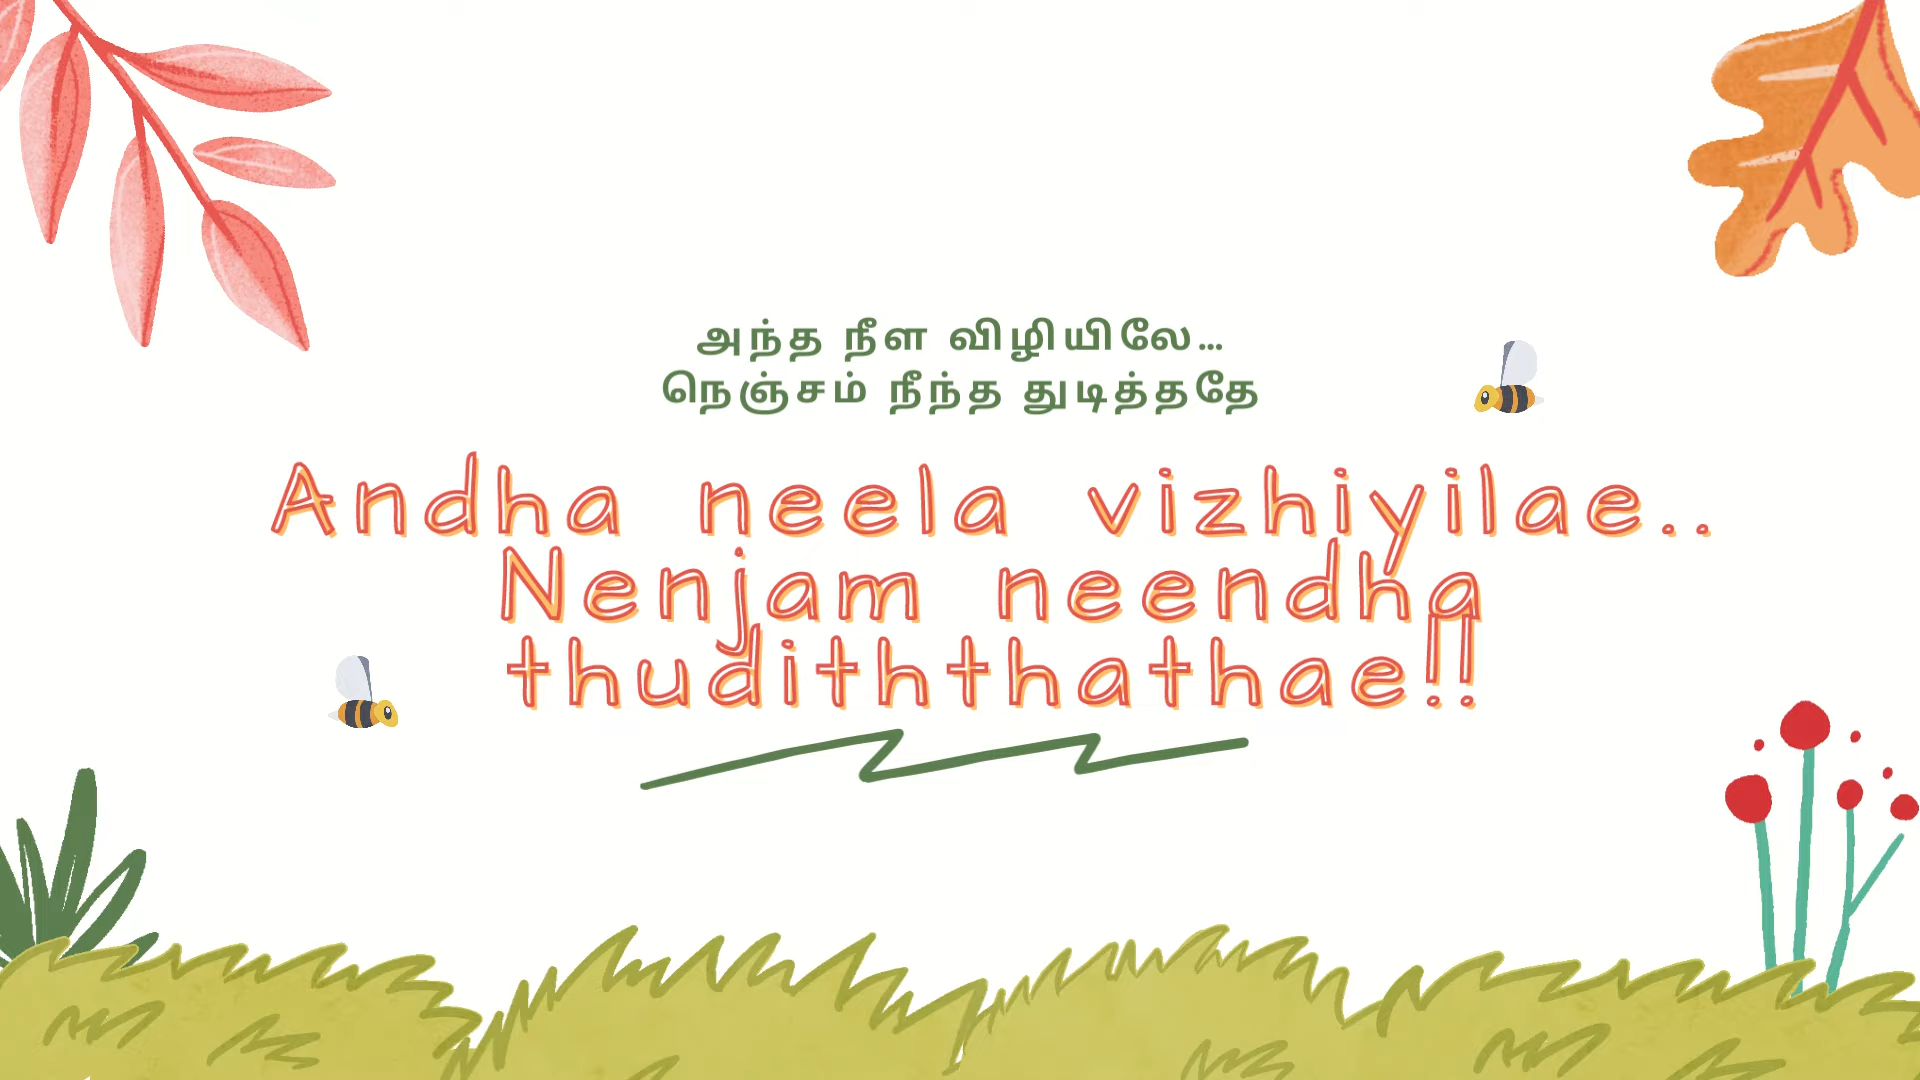 அந்த நீள விழியிலே...
நெஞ்சம் நீந்த துடித்ததே
Andha neela vizhiyilae..
Nenjam neendha
thudiththathae!!